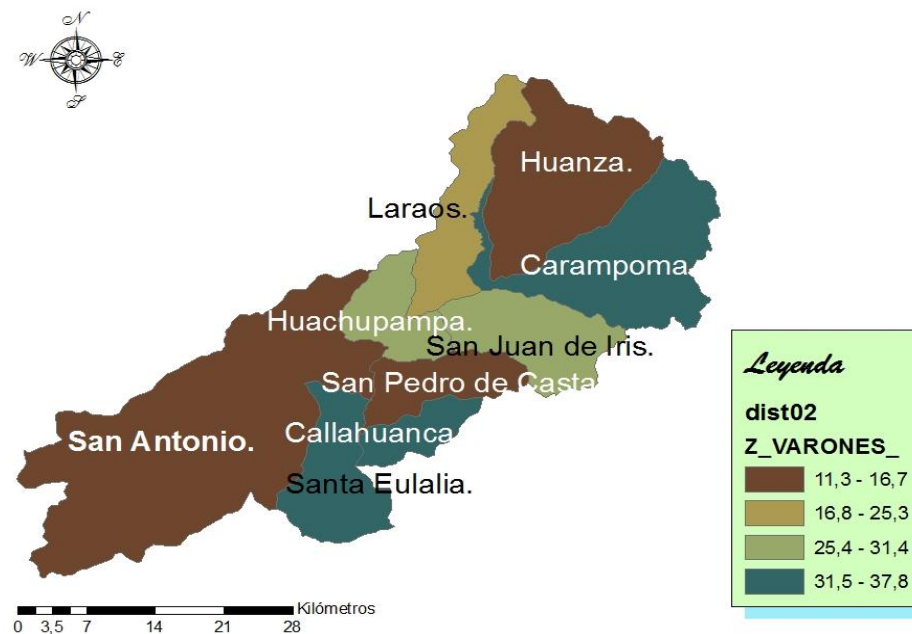 N
W E
S
Huanza.
Laraos.
Carampoma
Huachupampa.
San Juan de Iris.
San Pedro de Casta
San Antonio.
Callahuanca
Santa Eulalia.
Leyenda
dist02
Z_VARONES_
11,3 - 16,7
16,8 - 25,3
25,4 - 31,4
31,5 - 37,8
Kilómetros
0 3,5 7 14 21 28